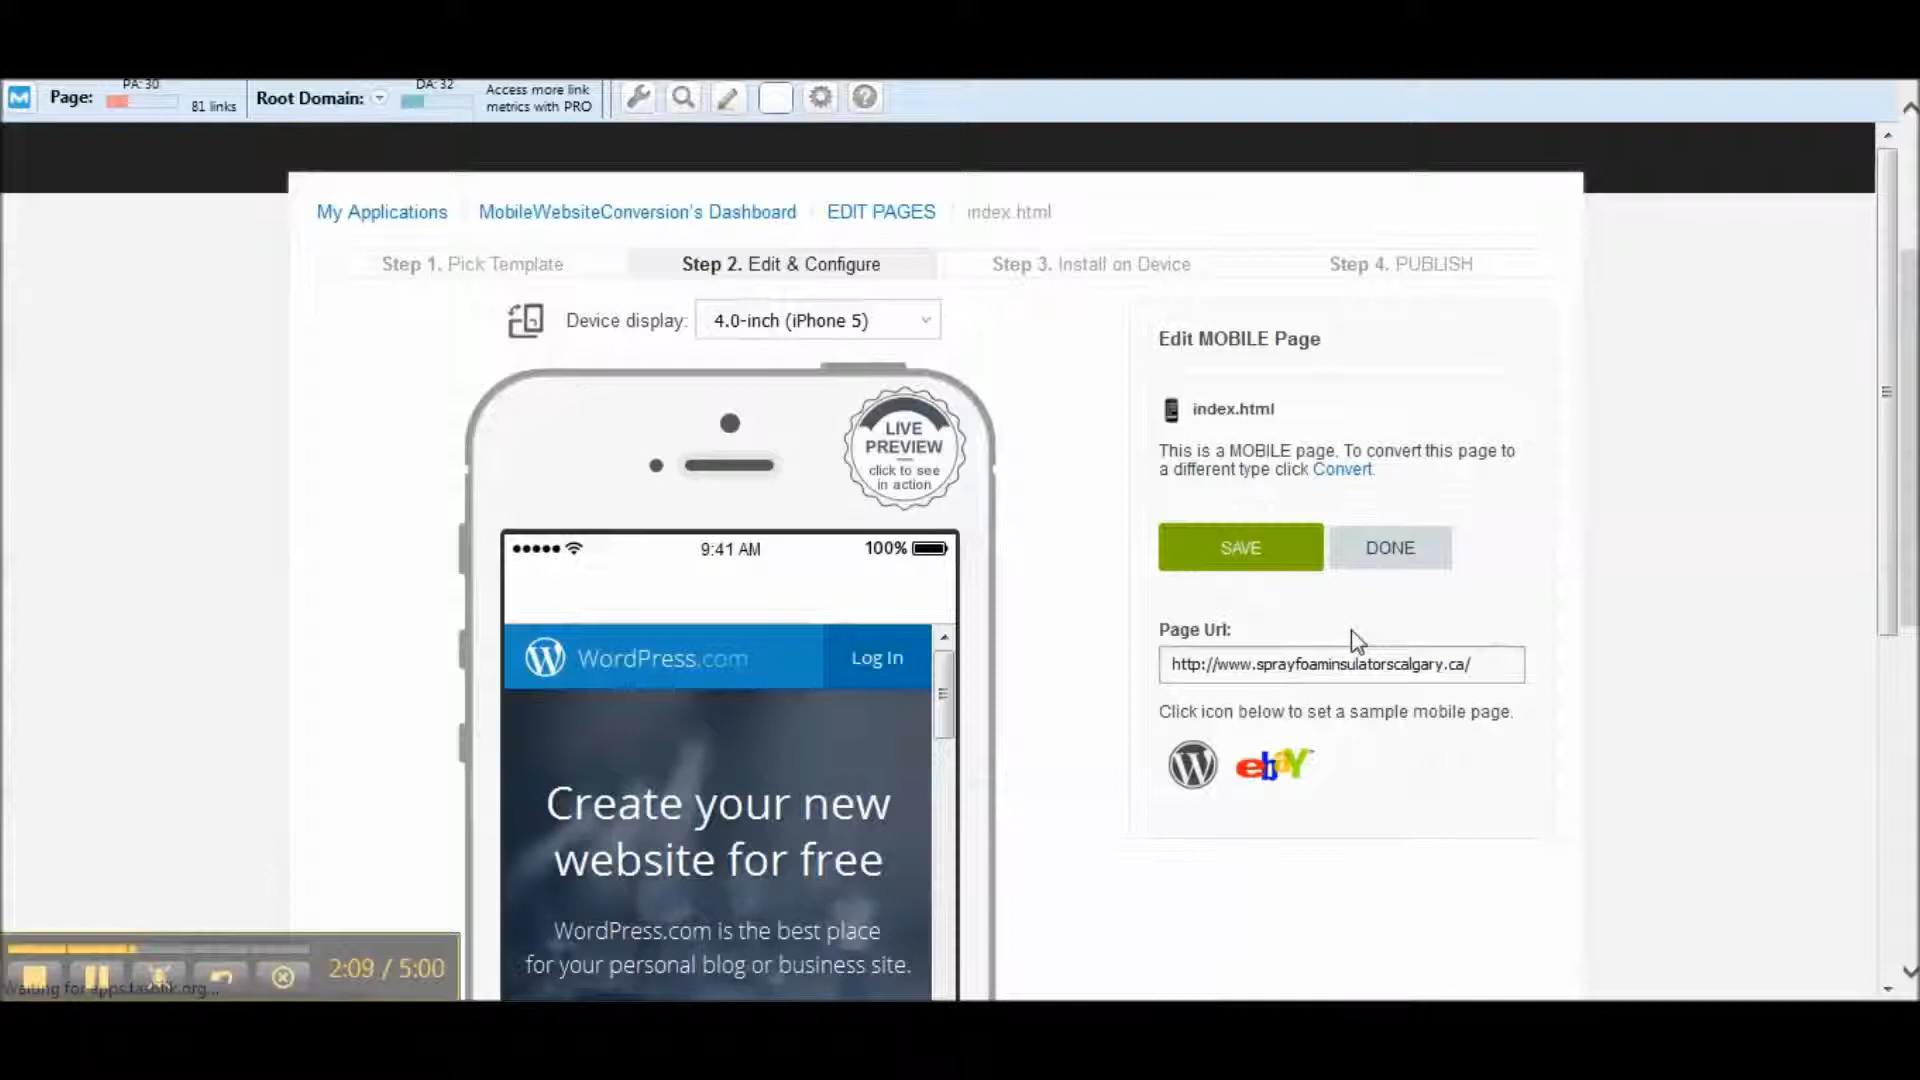 Page:
PA: 30
81 links
Root Domain:
DA: 32
Access more link
metrics with PRO
My Applications
MobileWebsiteConversion's Dashboard
EDIT PAGES
index.html
Step 1. Pick Template
Step 2. Edit & Configure
Step 3. Install on Device
Step 4. PUBLISH
Device display:
4.0-inch (iPhone 5)
LIVE
PREVIEW
click to see
in action
9:41 AM
100%
WordPress.com
Log In
Create your new
website for free
WordPress.com is the best place
for your personal blog or business site.
Edit MOBILE Page
index.html
This is a MOBILE page. To convert this page to
a different type click Convert.
SAVE
DONE
Page Url:
http://www.sprayfoaminsulatorscalgary.ca/
Click icon below to set a sample mobile page.
ebay
2:09 / 5:00
Waiting for